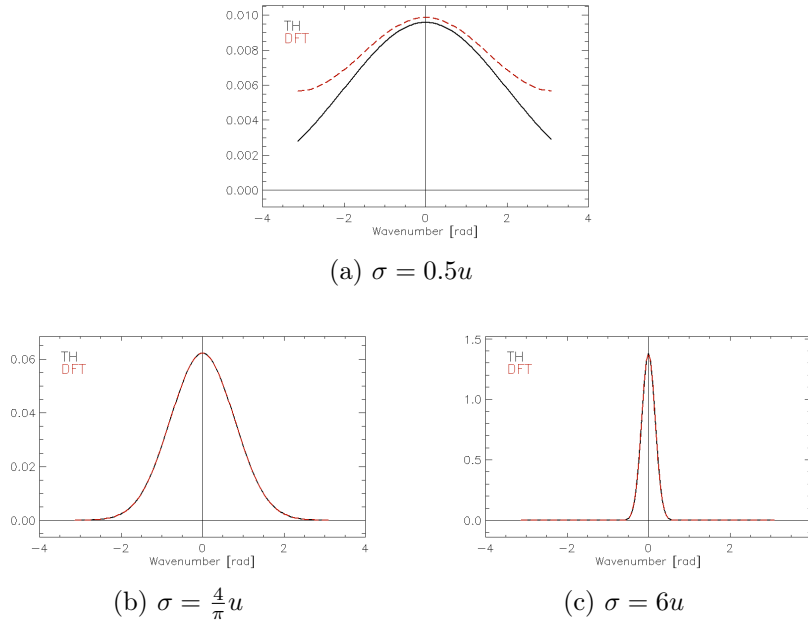 0.010
0.008
0.006
0.004
0.002
0.000
TH
DFT
-4 -2 0 2 4
Wavenumber [rad]
(a) σ = 0.5u
0.06
0.04
0.02
0.00
TH
DFT
-4 -2 0 2 4
Wavenumber [rad]
(b) σ = 4/π u
1.5
1.0
0.5
0.0
TH
DFT
-4 -2 0 2
Wavenumber [rad]
(c) σ = 6u